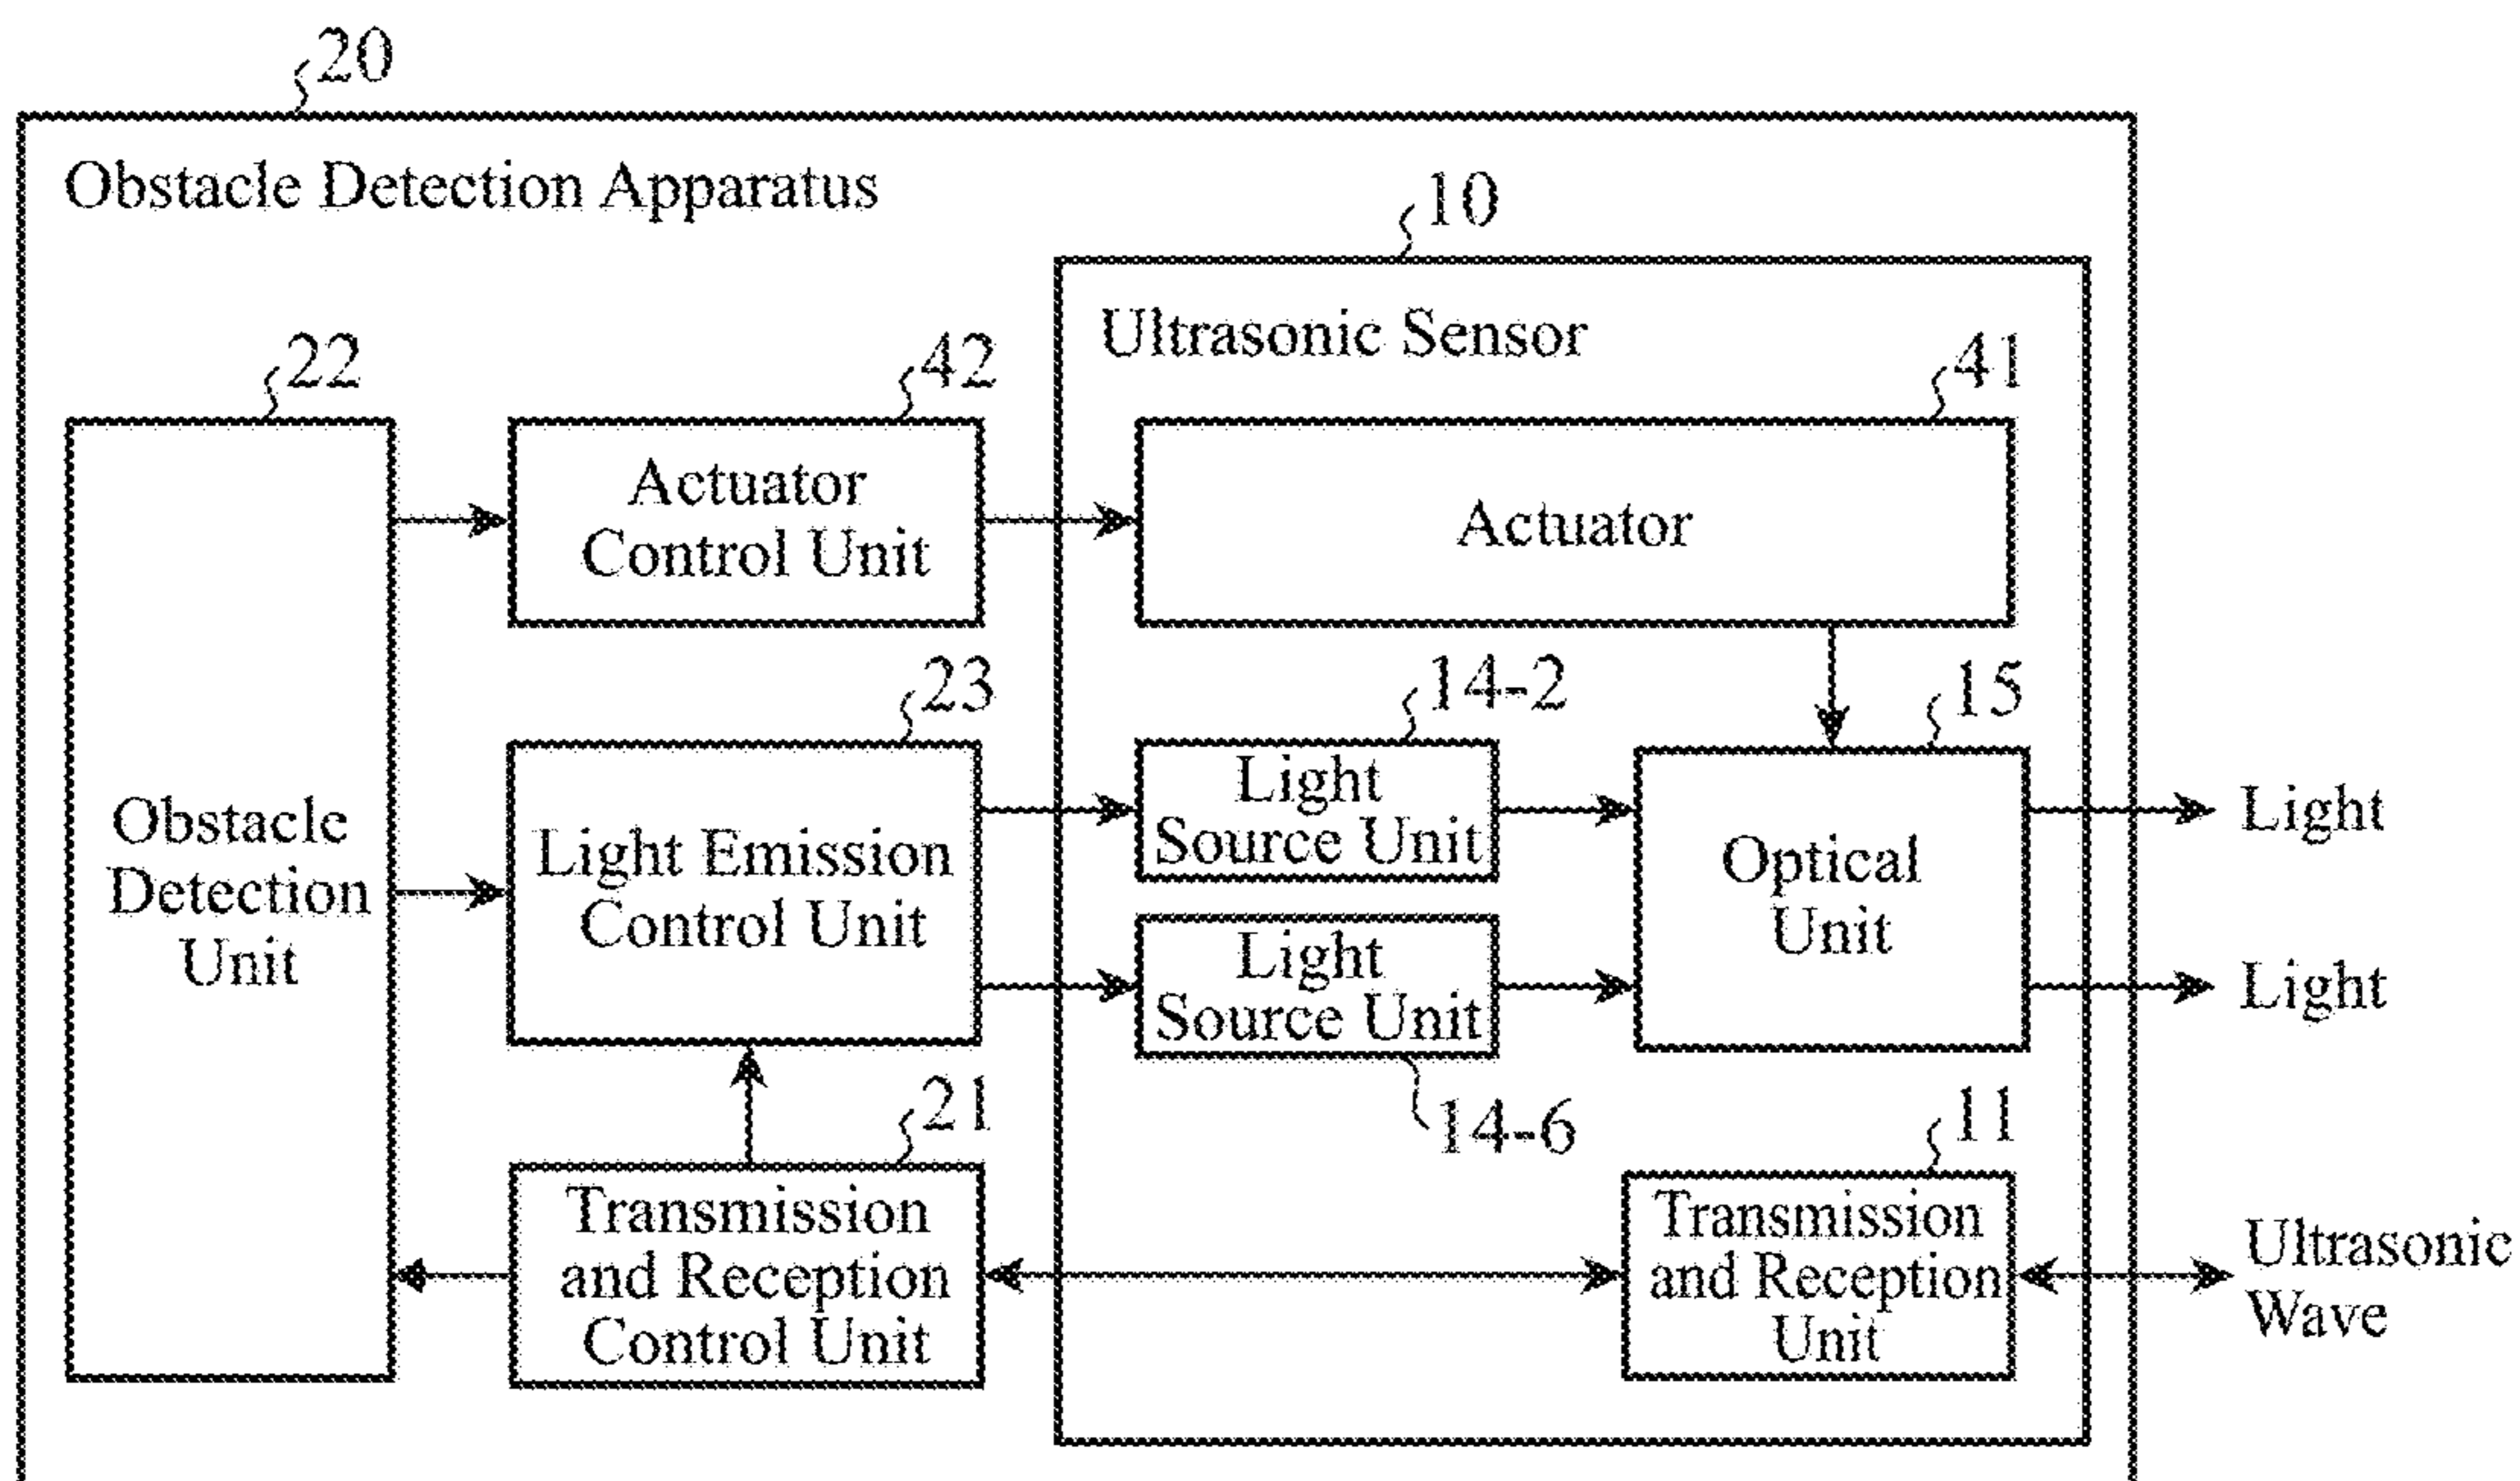 20
Obstacle Detection Apparatus
10
Ultrasonic Sensor
22
42
41
Actuator
Control Unit
Actuator
23
14-2
15
Obstacle
Detection
Unit
Light Emission
Control Unit
Light
Source Unit
Light
Source Unit
Optical
Unit
Light
Light
21
14-6
11
Transmission
and Reception
Control Unit
Transmission
and Reception
Unit
Ultrasonic
Wave